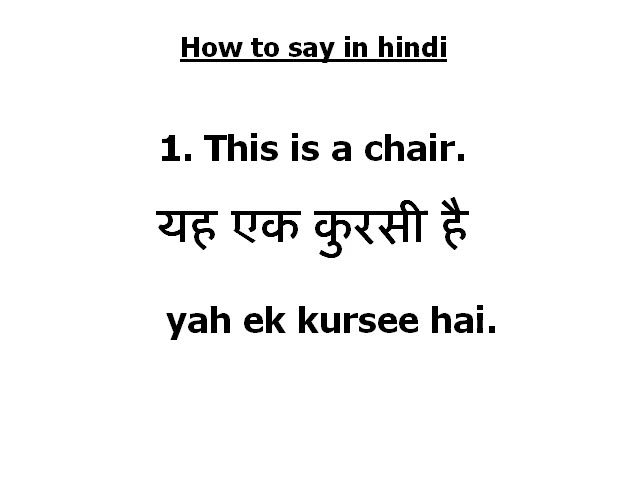 How to say in hindi
1. This is a chair.
यह एक कुरसी है
yah ek kursee hai.